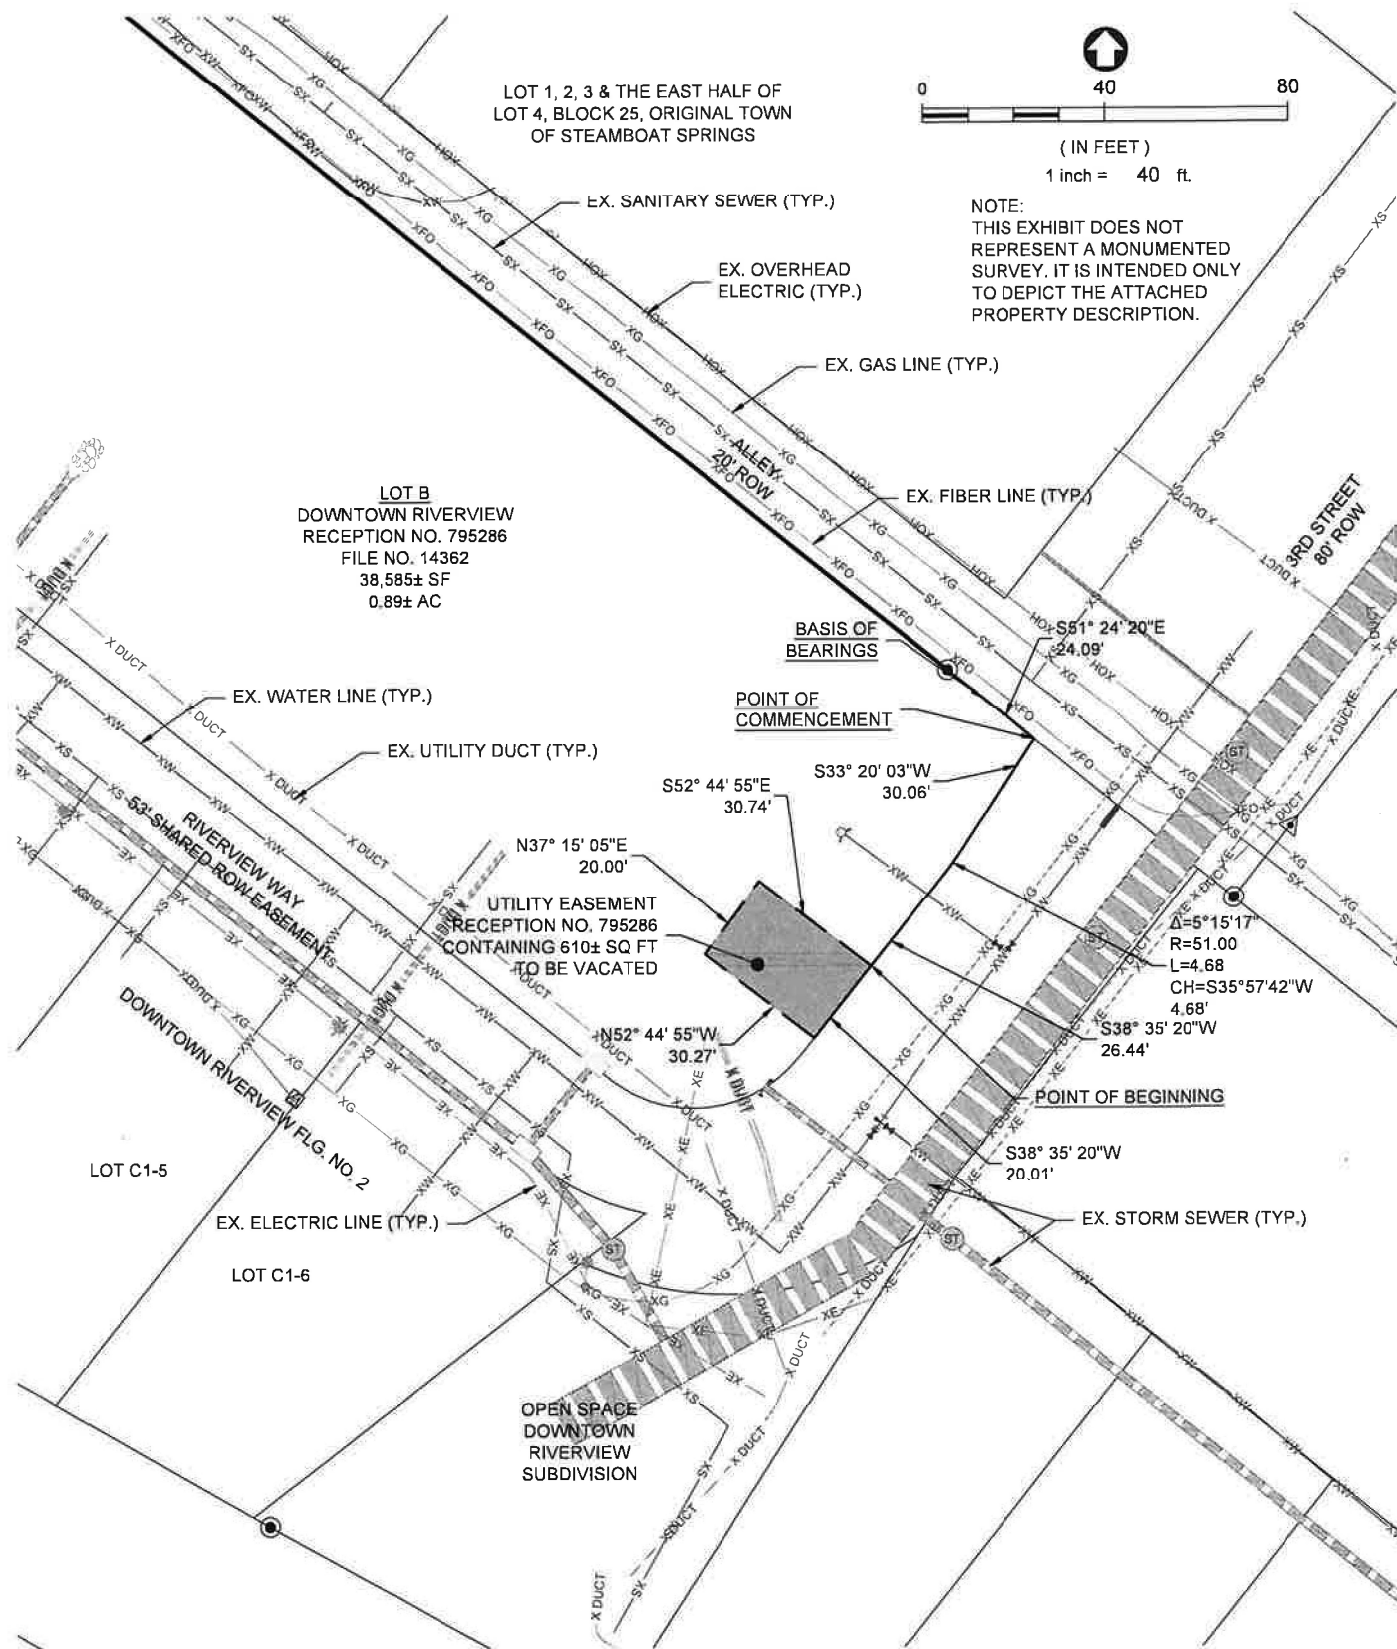 LOT 1, 2, 3 & THE EAST HALF OF
LOT 4, BLOCK 25, ORIGINAL TOWN
OF STEAMBOAT SPRINGS
0 40 80
( IN FEET )
1 inch = 40 ft.
NOTE:
THIS EXHIBIT DOES NOT
REPRESENT A MONUMENTED
SURVEY. IT IS INTENDED ONLY
TO DEPICT THE ATTACHED
PROPERTY DESCRIPTION.
EX. SANITARY SEWER (TYP.)
EX. OVERHEAD
ELECTRIC (TYP.)
EX. GAS LINE (TYP.)
ALLEY
20' ROW
EX. FIBER LINE (TYP.)
3RD STREET
80' ROW
LOT B
DOWNTOWN RIVERVIEW
RECEPTION NO. 795286
FILE NO. 14362
38,585± SF
0.89± AC
BASIS OF
BEARINGS
S51° 24' 20"E
24.09'
POINT OF
COMMENCEMENT
EX. WATER LINE (TYP.)
EX. UTILITY DUCT (TYP.)
S33° 20' 03"W
30.06'
S52° 44' 55"E
30.74'
N37° 15' 05"E
20.00'
RIVERVIEW WAY
53' SHARED ROW EASEMENT
UTILITY EASEMENT
RECEPTION NO. 795286
CONTAINING 610± SQ FT
TO BE VACATED
Δ=5°15'17"
R=51.00
L=4.68
CH=S35°57'42"W
4.68'
N52° 44' 55"W
30.27'
S38° 35' 20"W
26.44'
POINT OF BEGINNING
DOWNTOWN RIVERVIEW FLG. NO. 2
S38° 35' 20"W
20.01'
LOT C1-5
EX. ELECTRIC LINE (TYP.)
EX. STORM SEWER (TYP.)
LOT C1-6
OPEN SPACE
DOWNTOWN
RIVERVIEW
SUBDIVISION
XFO
XW
SX
XG
HOX
XS
X DUCT
XE
ST